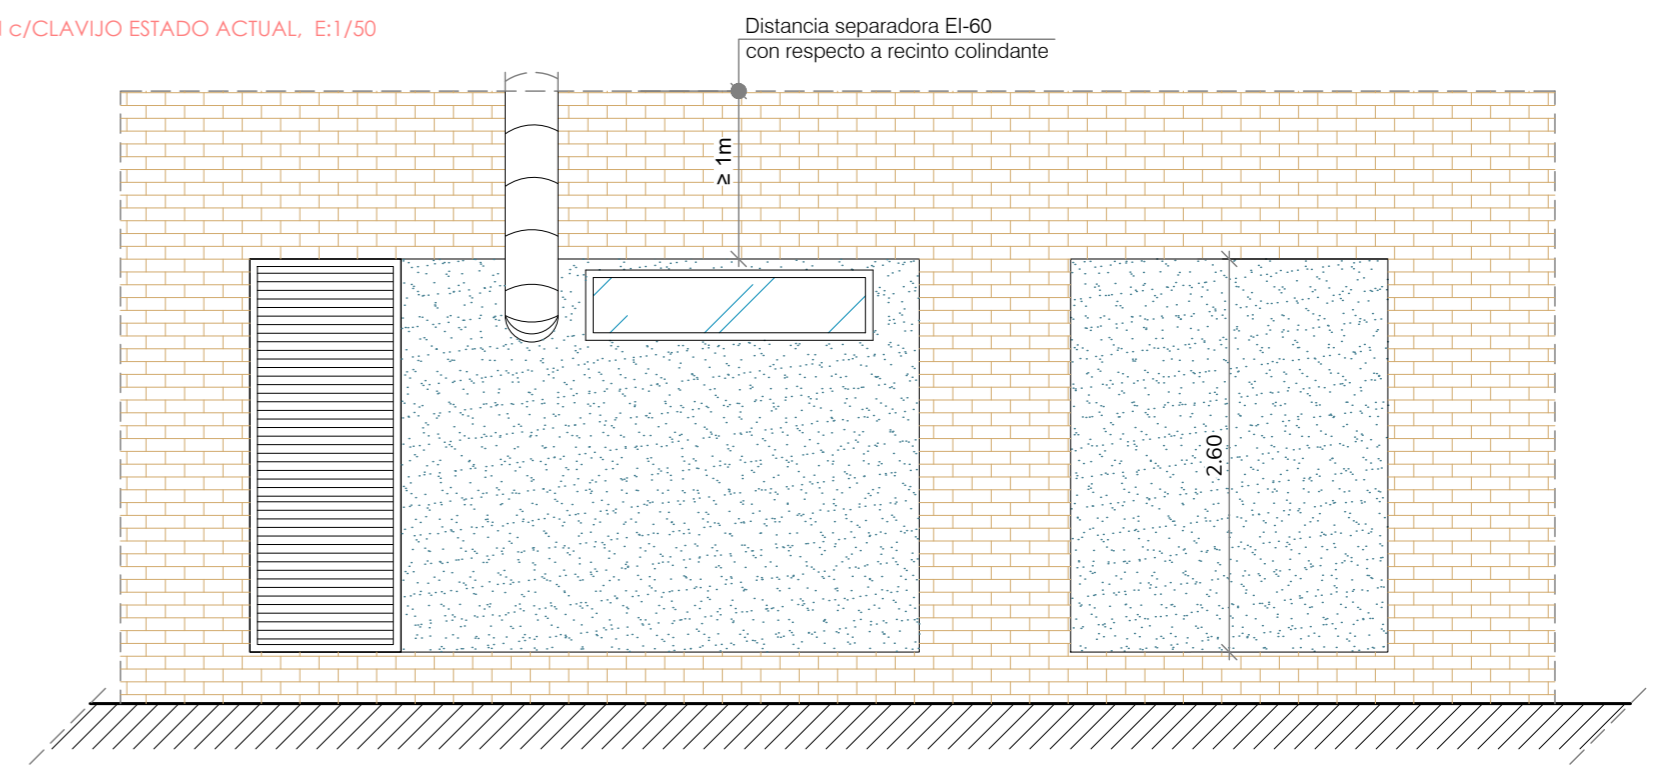 c/CLAVIJO ESTADO ACTUAL, E:1/50
Distancia separadora EI-60
con respecto a recinto colindante
≥ 1m
2.60